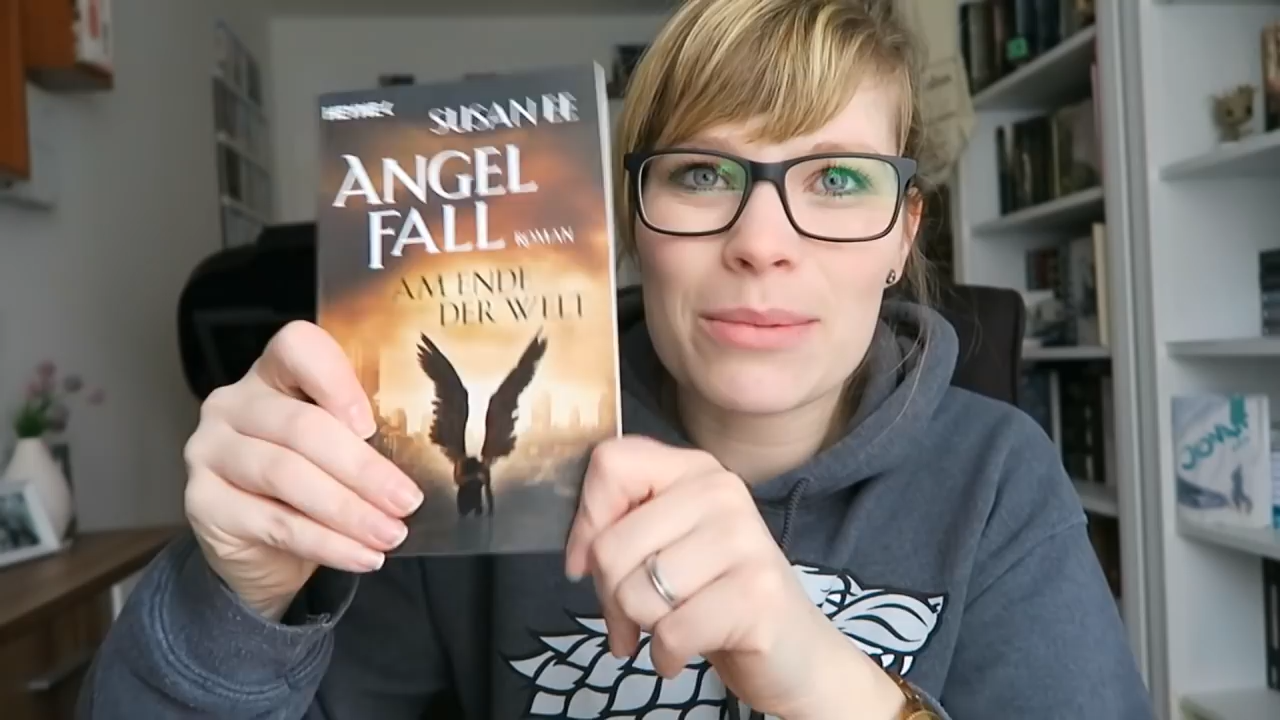 HEYNE
SUSAN EE
ANGEL
FALL ROMAN
AM ENDE
DER WELT